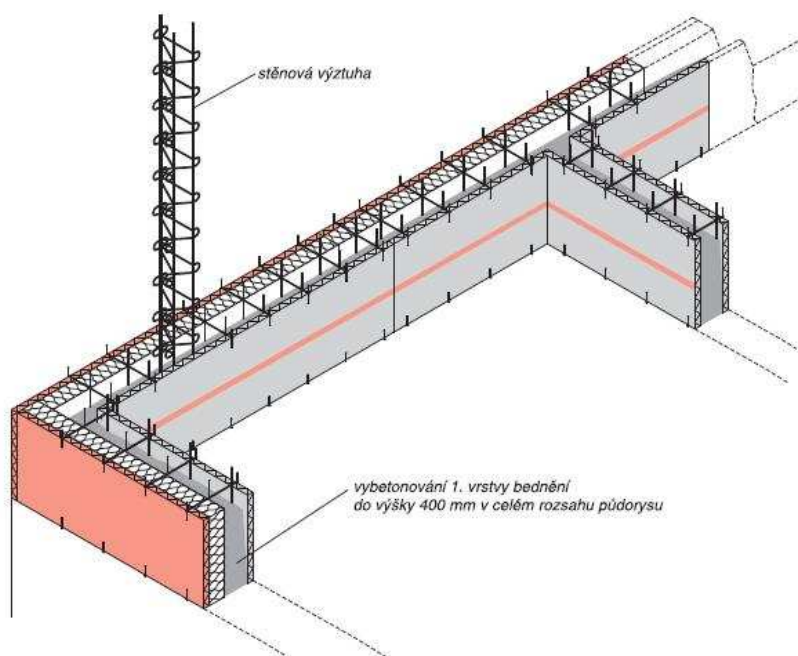 stěnová výztuha
vybetonování 1. vrstvy bednění
do výšky 400 mm v celém rozsahu půdorysu